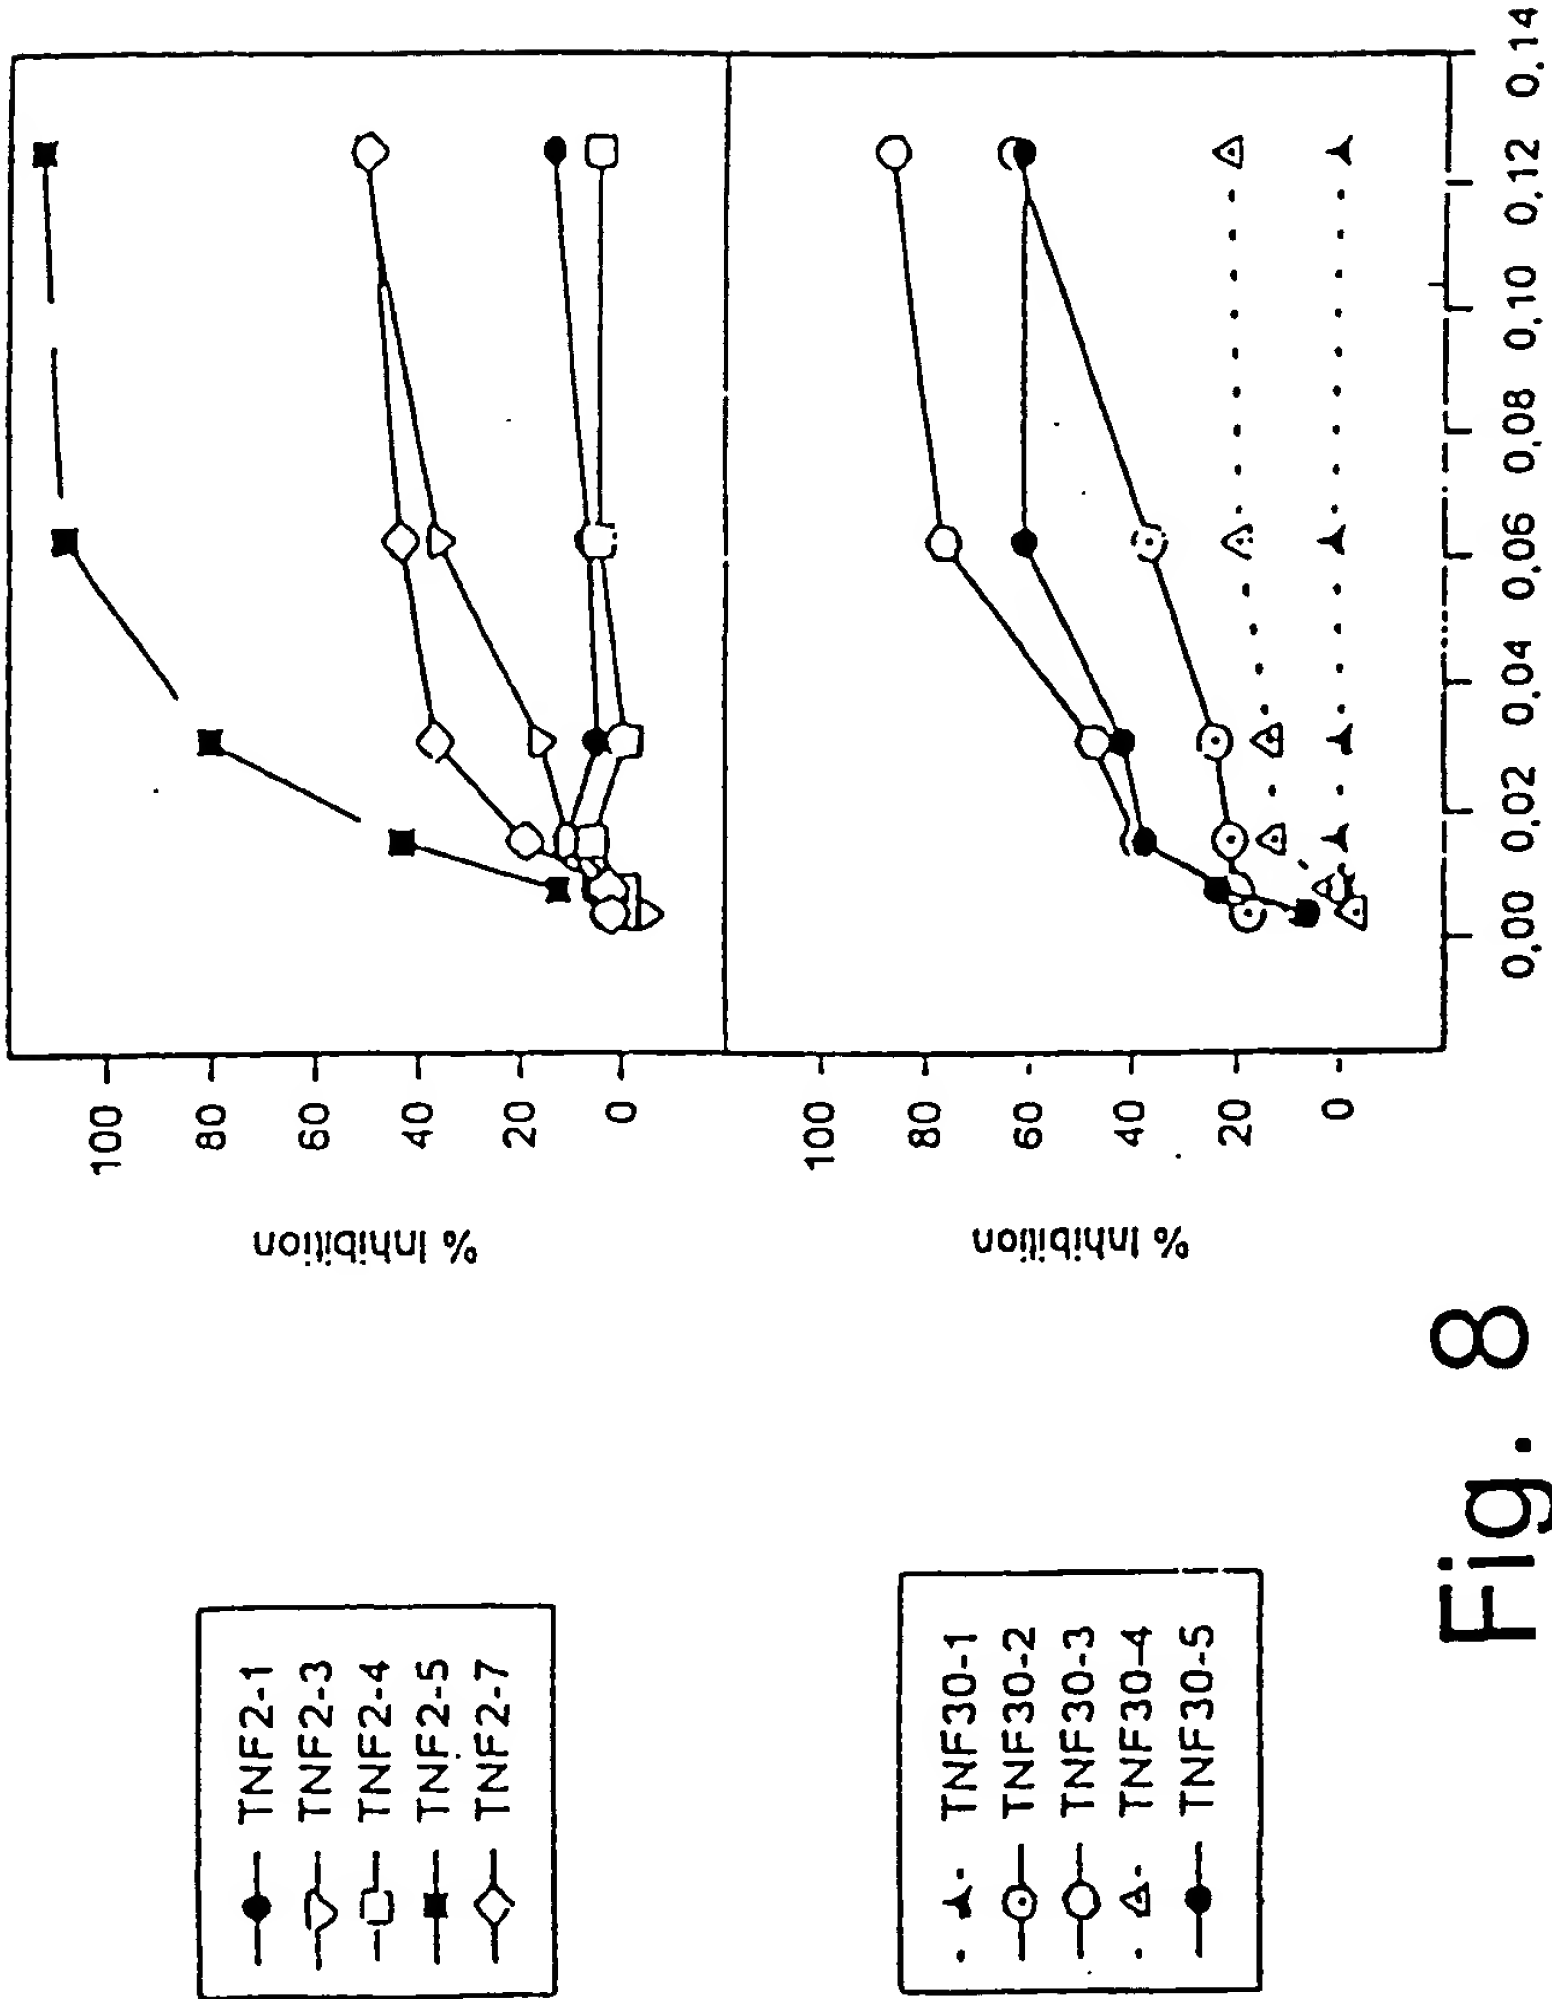 TNF2-1
TNF2-3
TNF2-4
TNF2-5
TNF2-7
% Inhibition
100
80
60
40
20
0
TNF30-1
TNF30-2
TNF30-3
TNF30-4
TNF30-5
% Inhibition
100
80
60
40
20
0
0,00 0,02 0,04 0,06 0,08 0,10 0,12 0,14
Fig. 8